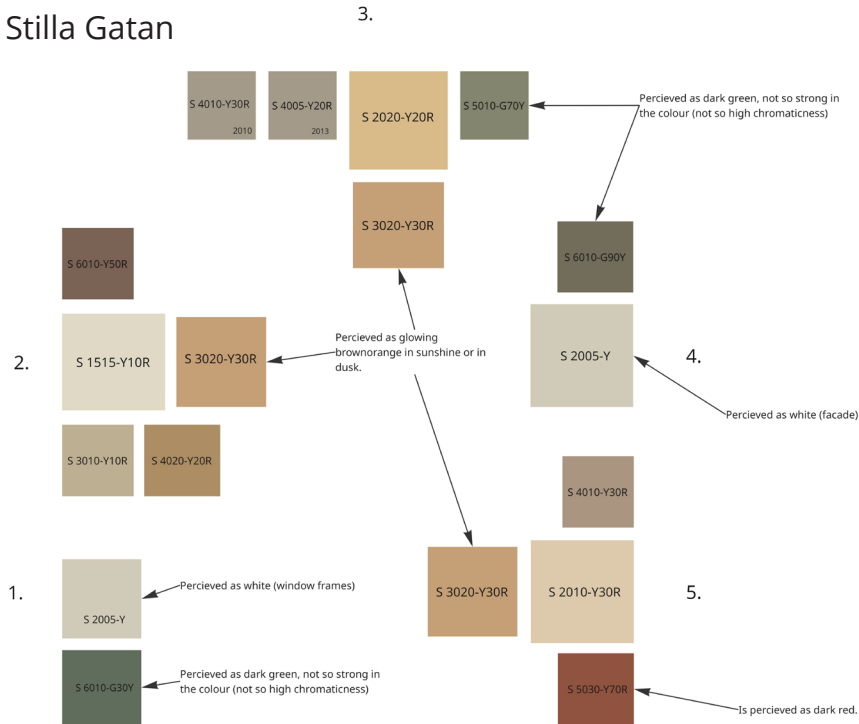 Stilla Gatan
3.
S 4010-Y30R
2010
S 4005-Y20R
2013
S 2020-Y20R
S 5010-G70Y
Percieved as dark green, not so strong in
the colour (not so high chromaticness)
S 3020-Y30R
S 6010-Y50R
S 6010-G90Y
2.
S 1515-Y10R
S 3020-Y30R
Percieved as glowing
brownorange in sunshine or in
dusk.
S 2005-Y
4.
Percieved as white (facade)
S 3010-Y10R
S 4020-Y20R
S 4010-Y30R
1.
S 2005-Y
Percieved as white (window frames)
S 3020-Y30R
S 2010-Y30R
5.
S 6010-G30Y
Percieved as dark green, not so strong in
the colour (not so high chromaticness)
S 5030-Y70R
Is percieved as dark red.